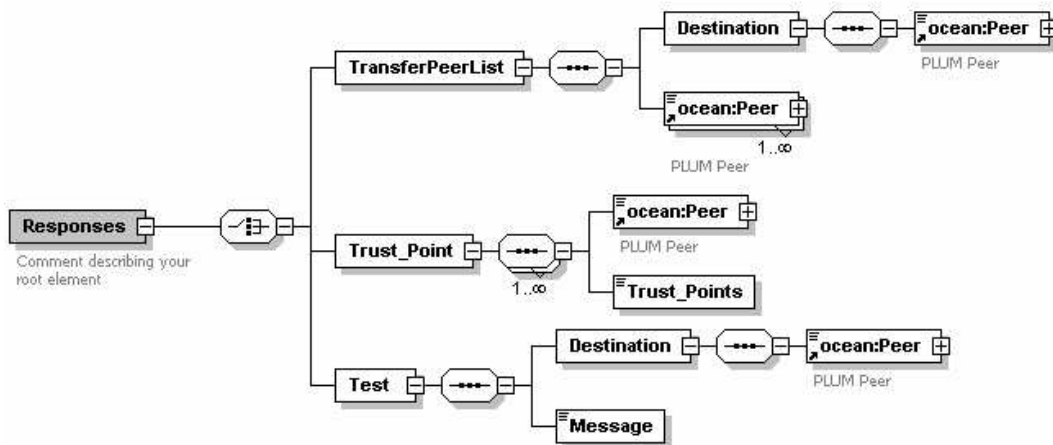 Destination
ocean:Peer
PLUM Peer
TransferPeerList
ocean:Peer
1..∞
PLUM Peer
Responses
Comment describing your
root element
ocean:Peer
PLUM Peer
Trust_Point
1..∞
Trust_Points
Destination
ocean:Peer
PLUM Peer
Test
Message